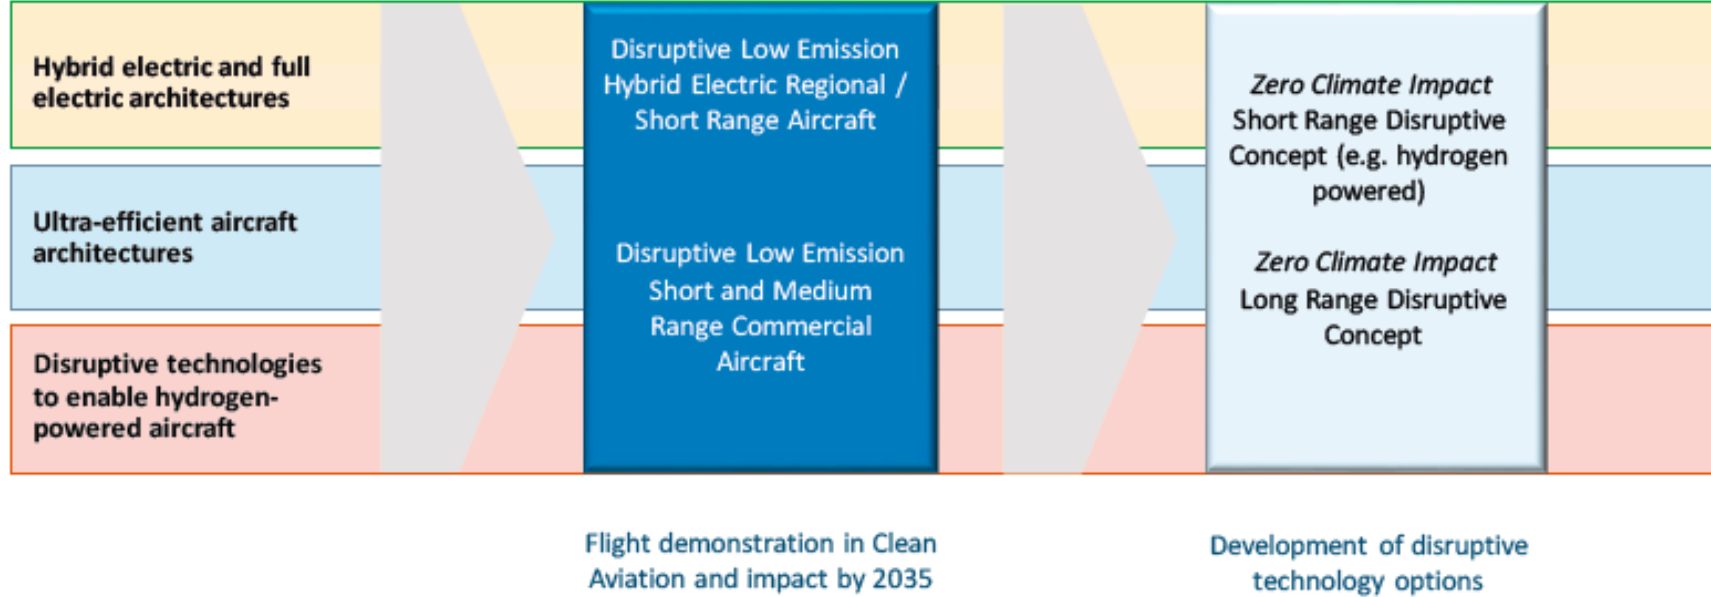 Hybrid electric and full
electric architectures
Ultra-efficient aircraft
architectures
Disruptive technologies
to enable hydrogen-
powered aircraft
Disruptive Low Emission
Hybrid Electric Regional /
Short Range Aircraft
Disruptive Low Emission
Short and Medium
Range Commercial
Aircraft
Zero Climate Impact
Short Range Disruptive
Concept (e.g. hydrogen
powered)
Zero Climate Impact
Long Range Disruptive
Concept
Flight demonstration in Clean
Aviation and impact by 2035
Development of disruptive
technology options